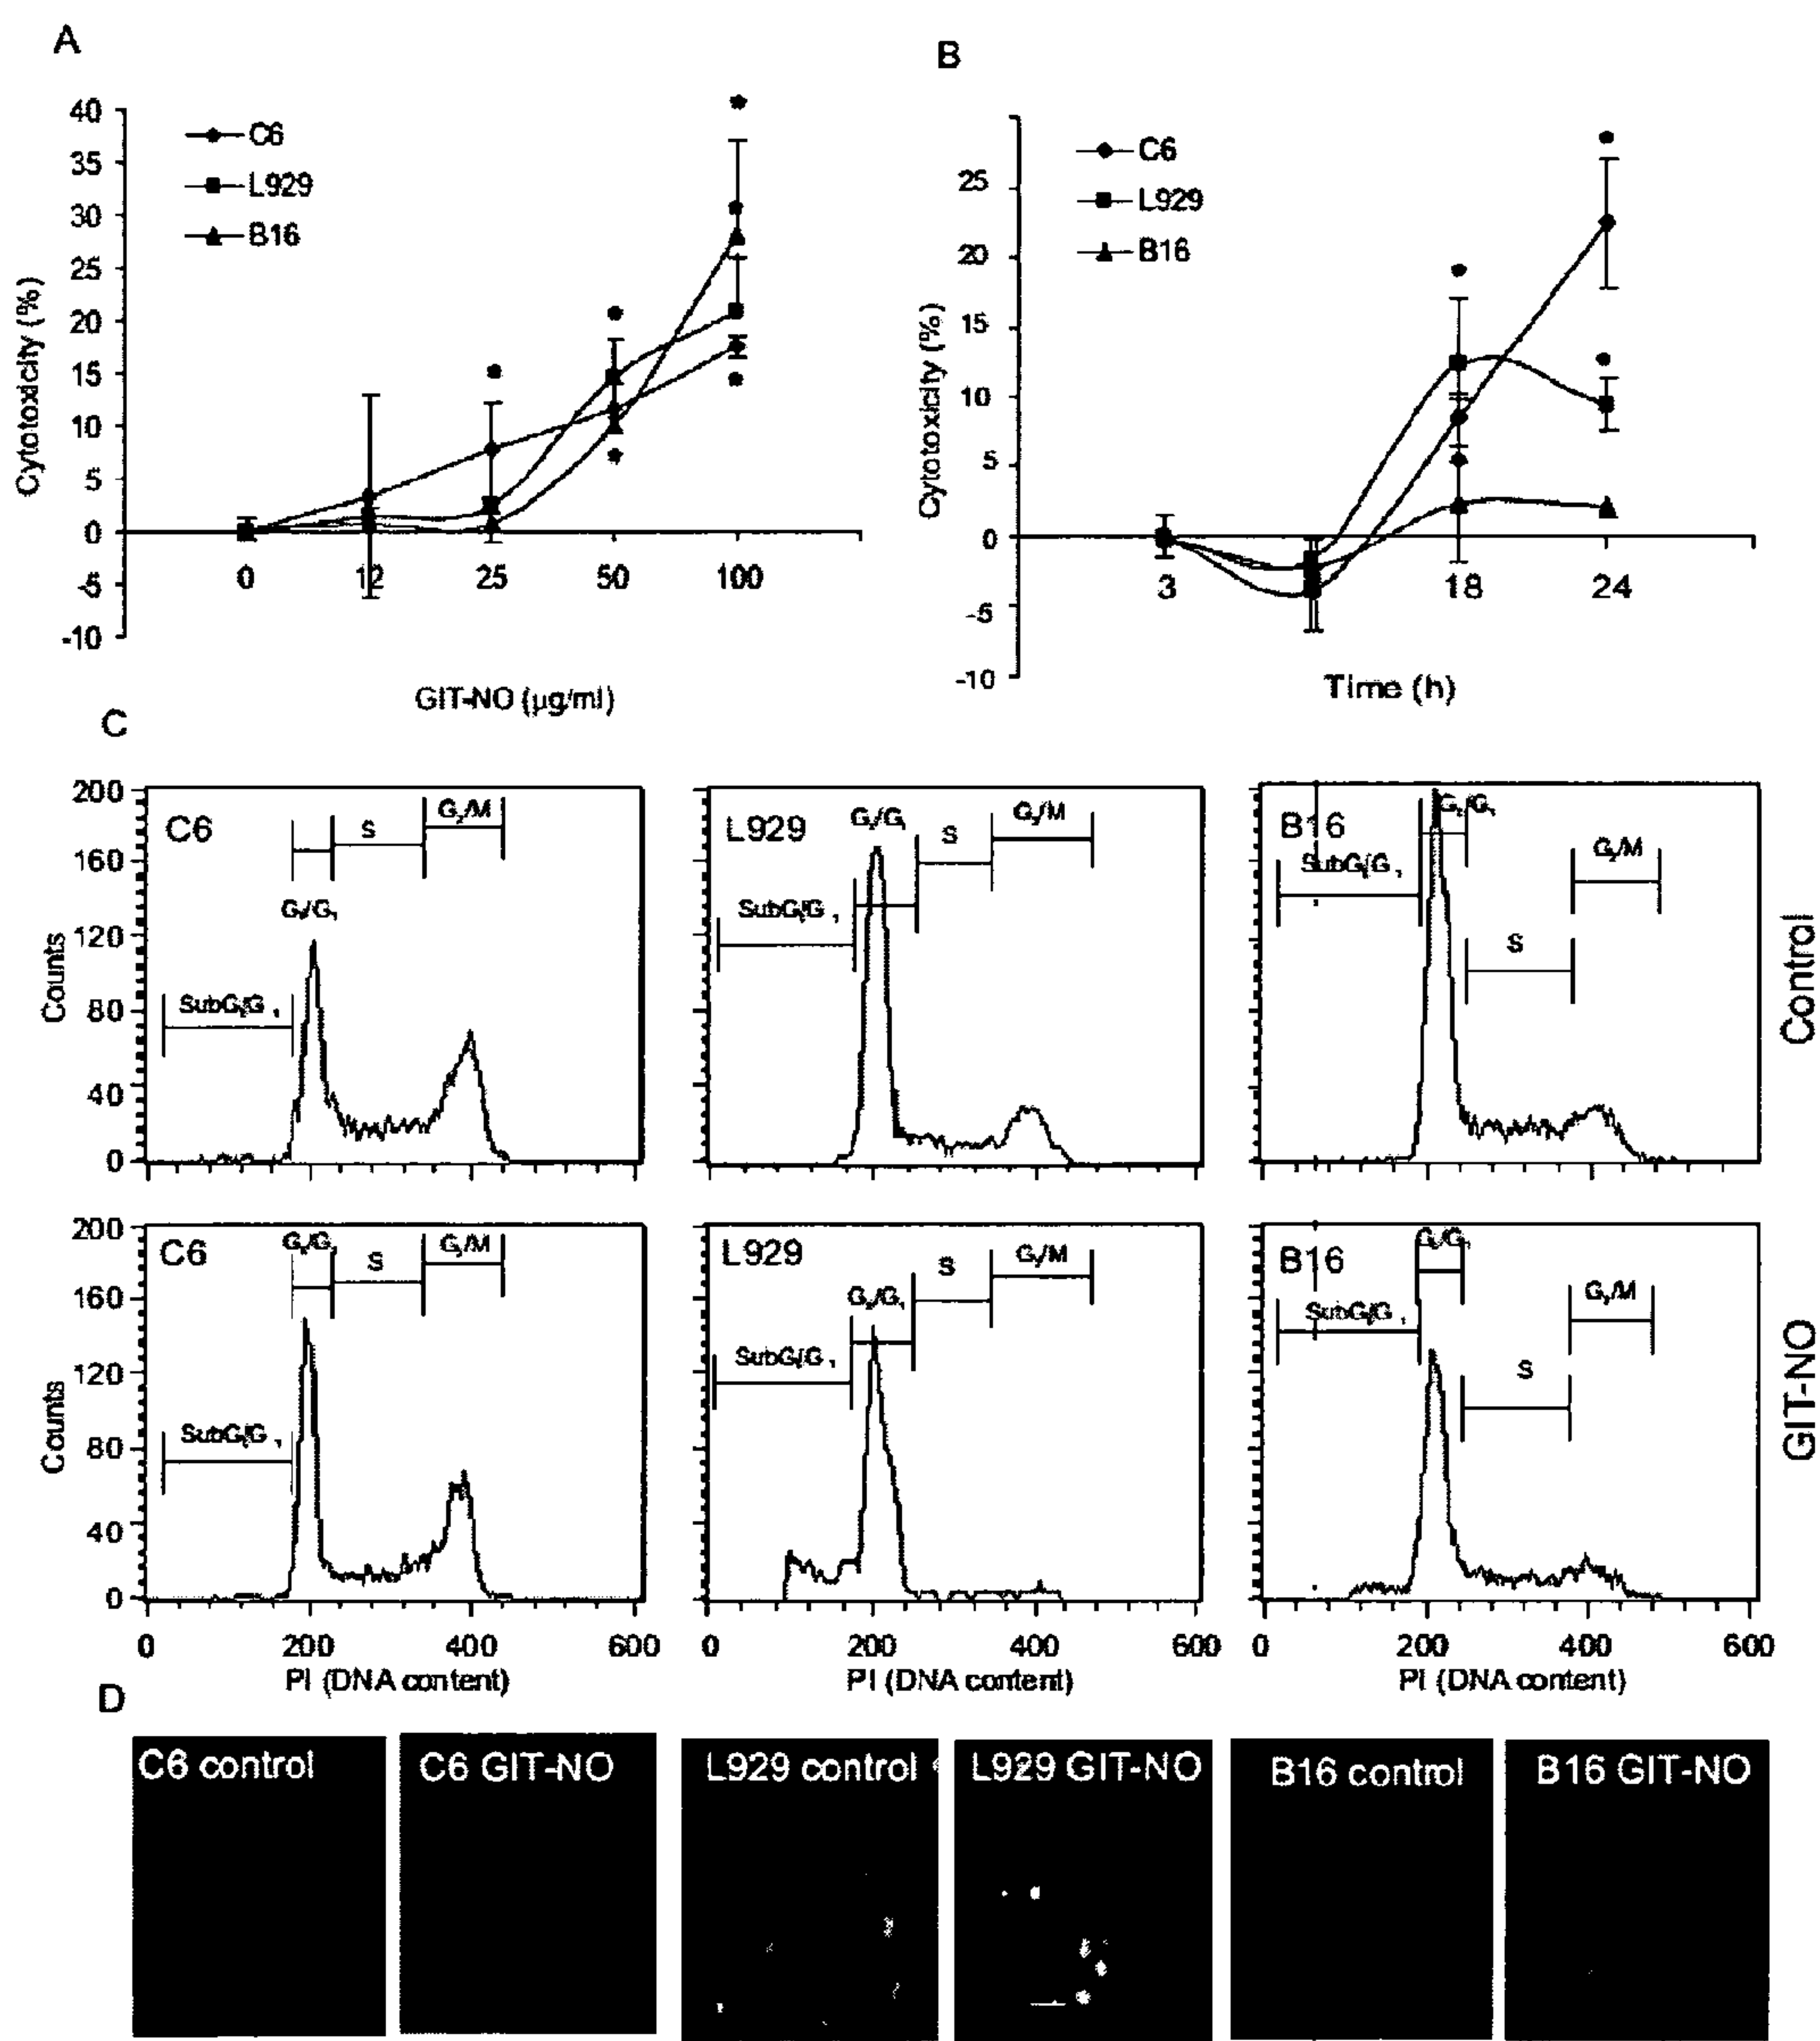 A
40
35
30
25
20
15
10
5
0
-5
-10
Cytotoxicity (%)
C6
L929
B16
0 12 25 50 100
GIT-NO (µg/ml)
B
25
20
15
10
5
0
-5
-10
Cytotoxicity (%)
C6
L929
B16
3 18 24
Time (h)
C
200
160
120
80
40
0
Counts
C6
SubG₀/G₁
G₀/G₁
S
G₂/M
L929
SubG₀/G₁
G₀/G₁
S
G₂/M
B16
SubG₀/G₁
G₀/G₁
S
G₂/M
Control
200
160
120
80
40
0
Counts
C6
SubG₀/G₁
G₀/G₁
S
G₂/M
0 200 400 600
PI (DNA content)
L929
SubG₀/G₁
G₀/G₁
S
G₂/M
0 200 400 600
PI (DNA content)
B16
SubG₀/G₁
G₀/G₁
S
G₂/M
0 200 400 600
PI (DNA content)
GIT-NO
D
C6 control
C6 GIT-NO
L929 control
L929 GIT-NO
B16 control
B16 GIT-NO